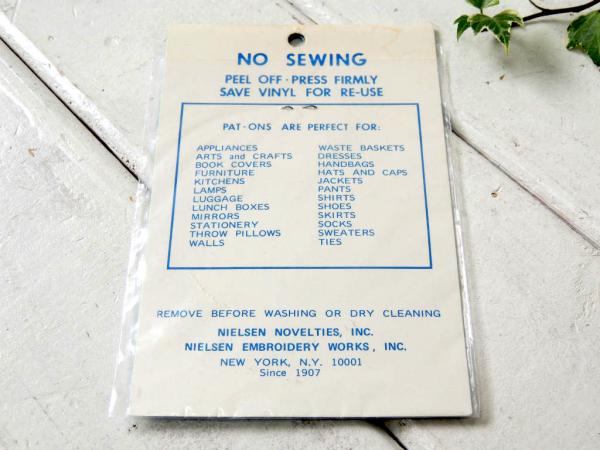 NO SEWING
PEEL OFF · PRESS FIRMLY
SAVE VINYL FOR RE-USE
PAT-ONS ARE PERFECT FOR:
APPLIANCES
ARTS and CRAFTS
BOOK COVERS
FURNITURE
KITCHENS
LAMPS
LUGGAGE
LUNCH BOXES
MIRRORS
STATIONERY
THROW PILLOWS
WALLS
WASTE BASKETS
DRESSES
HANDBAGS
HATS AND CAPS
JACKETS
PANTS
SHIRTS
SHOES
SKIRTS
SOCKS
SWEATERS
TIES
REMOVE BEFORE WASHING OR DRY CLEANING
NIELSEN NOVELTIES, INC.
NIELSEN EMBROIDERY WORKS, INC.
NEW YORK, N.Y. 10001
Since 1907